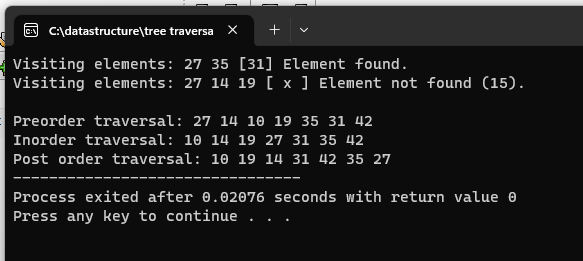 C:\datastructure\tree traversa
Visiting elements: 27 35 [31] Element found.
Visiting elements: 27 14 19 [ x ] Element not found (15).
Preorder traversal: 27 14 10 19 35 31 42
Inorder traversal: 10 14 19 27 31 35 42
Post order traversal: 10 19 14 31 42 35 27
--------------------------------
Process exited after 0.02076 seconds with return value 0
Press any key to continue . . .